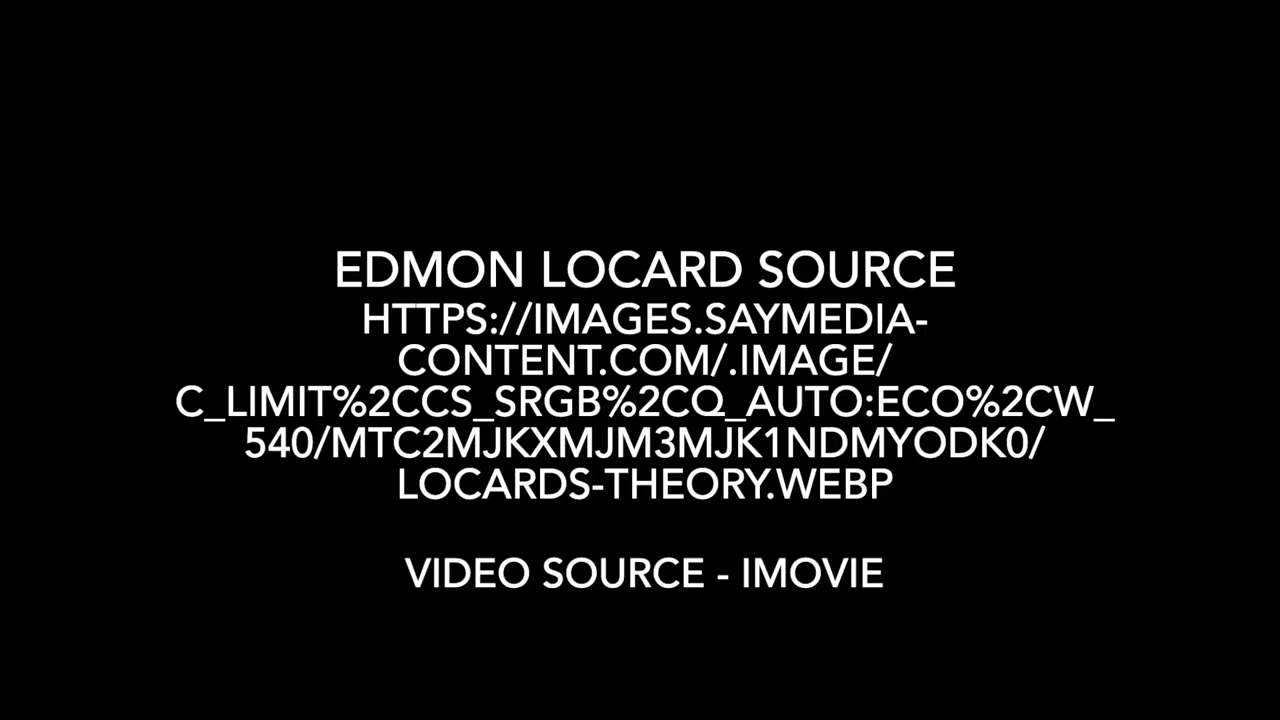 EDMON LOCARD SOURCE
HTTPS://IMAGES.SAYMEDIA-
CONTENT.COM/.IMAGE/
C_LIMIT%2CCS_SRGB%2CQ_AUTO:ECO%2CW_
540/MTC2MJKXMJM3MJK1NDMYODK0/
LOCARDS-THEORY.WEBP
VIDEO SOURCE - IMOVIE